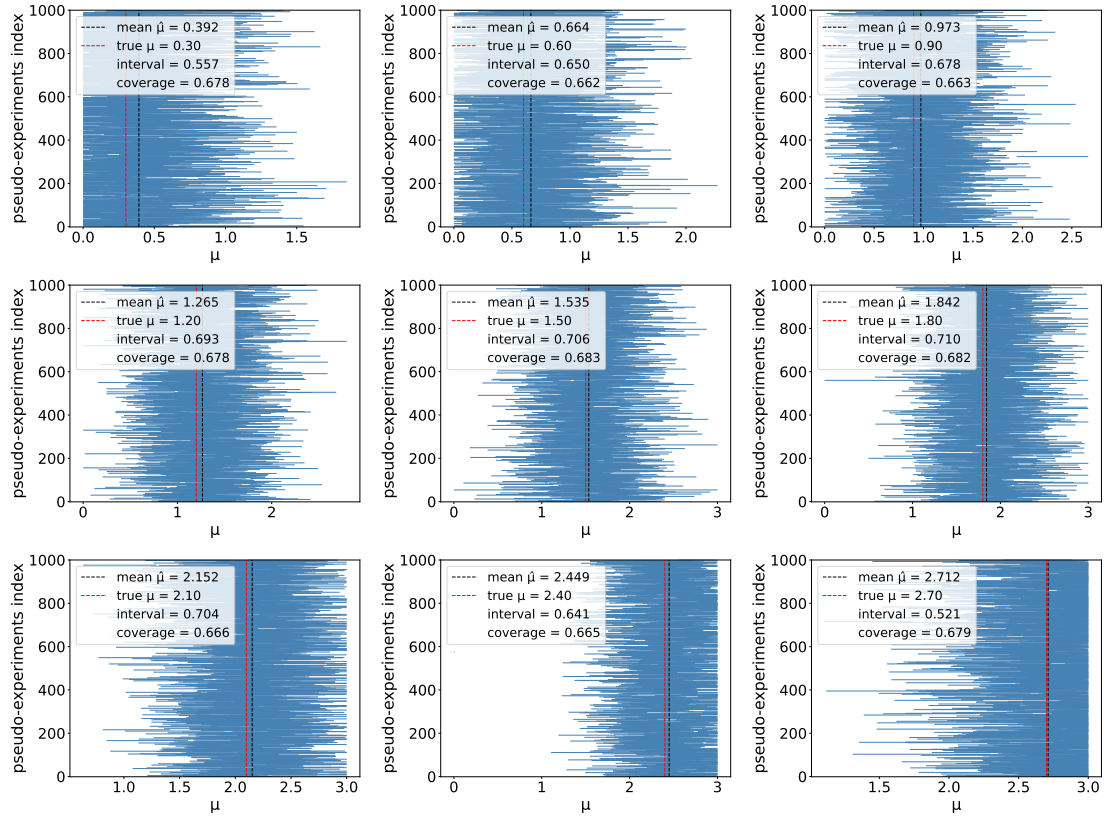 1000
800
600
400
200
0
pseudo-experiments index
mean μ̂ = 0.392
true μ = 0.30
interval = 0.557
coverage = 0.678
0.0 0.5 1.0 1.5
μ
1000
800
600
400
200
0
pseudo-experiments index
mean μ̂ = 0.664
true μ = 0.60
interval = 0.650
coverage = 0.662
0.0 0.5 1.0 1.5 2.0
μ
1000
800
600
400
200
0
pseudo-experiments index
mean μ̂ = 0.973
true μ = 0.90
interval = 0.678
coverage = 0.663
0.0 0.5 1.0 1.5 2.0 2.5
μ
1000
800
600
400
200
0
pseudo-experiments index
mean μ̂ = 1.265
true μ = 1.20
interval = 0.693
coverage = 0.678
0 1 2
μ
1000
800
600
400
200
0
pseudo-experiments index
mean μ̂ = 1.535
true μ = 1.50
interval = 0.706
coverage = 0.683
0 1 2 3
μ
1000
800
600
400
200
0
pseudo-experiments index
mean μ̂ = 1.842
true μ = 1.80
interval = 0.710
coverage = 0.682
0 1 2 3
μ
1000
800
600
400
200
0
pseudo-experiments index
mean μ̂ = 2.152
true μ = 2.10
interval = 0.704
coverage = 0.666
1.0 1.5 2.0 2.5 3.0
μ
1000
800
600
400
200
0
pseudo-experiments index
mean μ̂ = 2.449
true μ = 2.40
interval = 0.641
coverage = 0.665
0 1 2 3
μ
1000
800
600
400
200
0
pseudo-experiments index
mean μ̂ = 2.712
true μ = 2.70
interval = 0.521
coverage = 0.679
1.5 2.0 2.5 3.0
μ